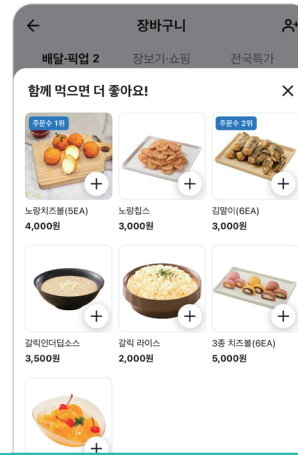 장바구니
배달·픽업 2 장보기·쇼핑 전국특가
함께 먹으면 더 좋아요!
주문수 1위 주문수 2위
노랑치즈볼(5EA) 노랑칩스 김말이(6EA)
4,000원 3,000원 3,000원
갈릭인더딥소스 갈릭 라이스 3종 치즈볼(6EA)
3,500원 2,000원 5,000원